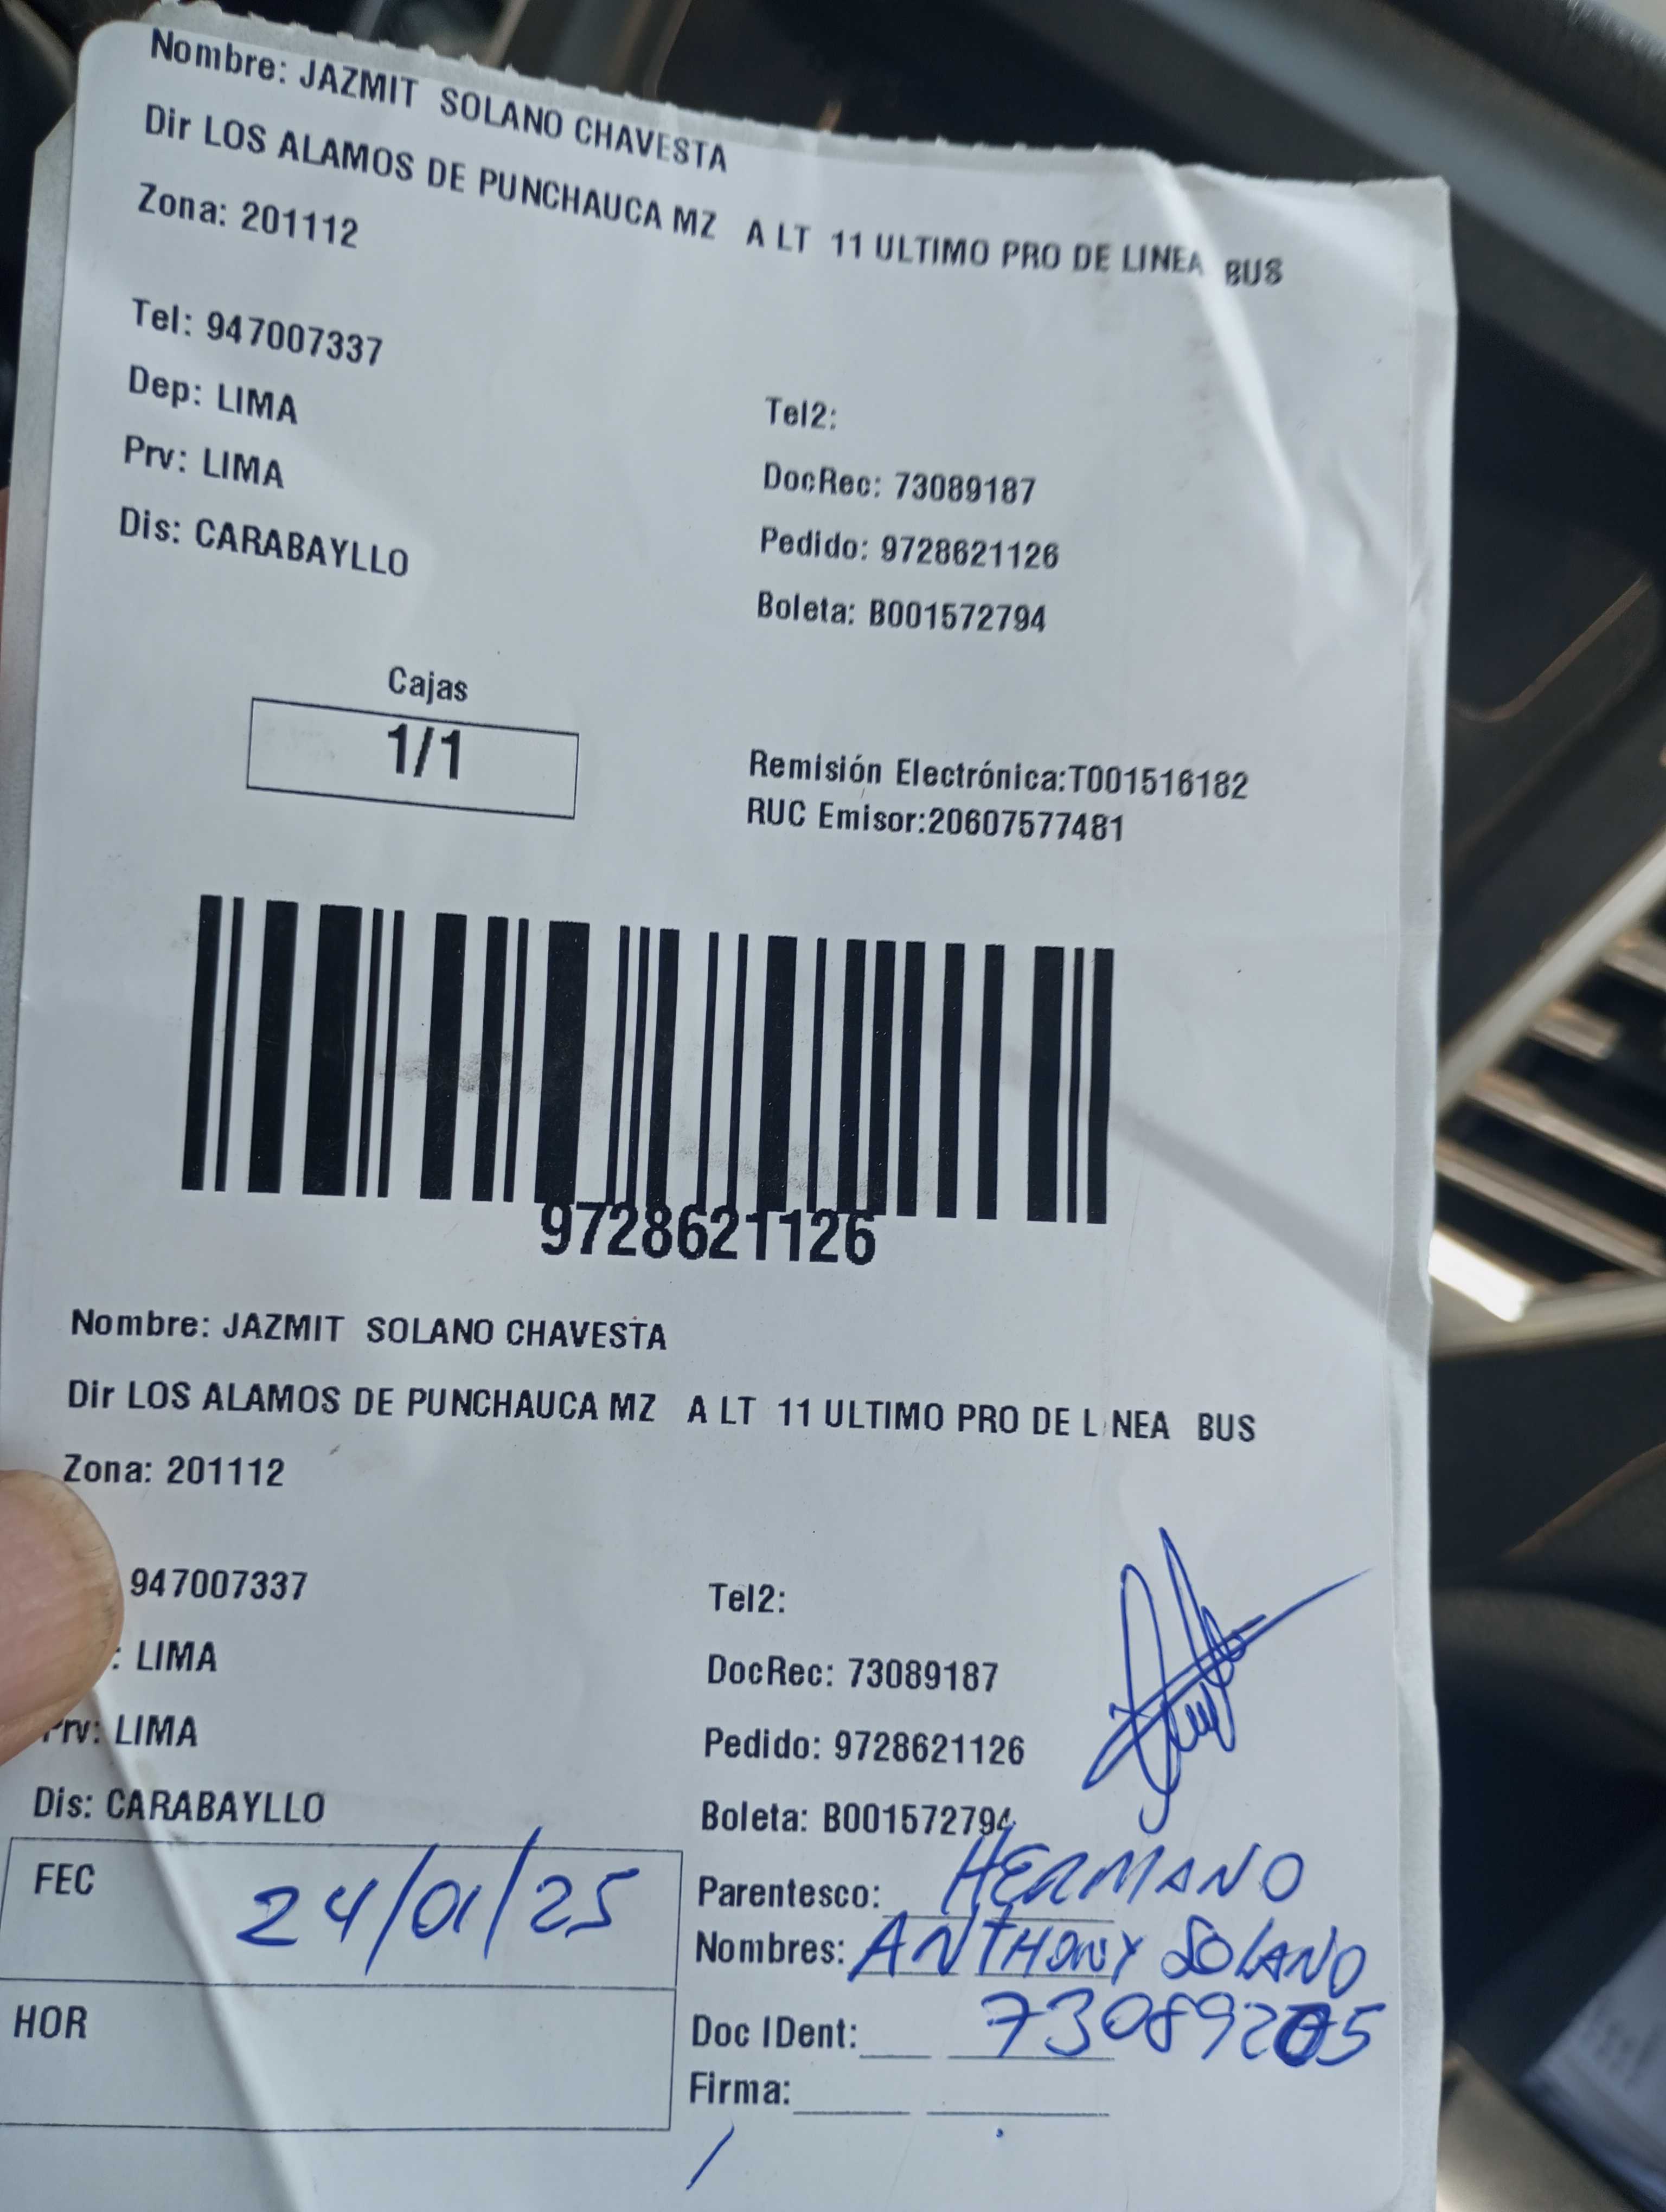 Nombre: JAZMIT SOLANO CHAVESTA
Dir LOS ALAMOS DE PUNCHAUCA MZ A LT 11 ULTIMO PRO DE LINEA BUS
Zona: 201112
Tel: 947007337
Dep: LIMA
Prv: LIMA
Dis: CARABAYLLO
Tel2:
DocRec: 73089187
Pedido: 9728621126
Boleta: B001572794
Cajas
1/1
Remisión Electrónica:T001516182
RUC Emisor:20607577481
9728621126
Nombre: JAZMIT SOLANO CHAVESTA
Dir LOS ALAMOS DE PUNCHAUCA MZ A LT 11 ULTIMO PRO DE L NEA BUS
Zona: 201112
947007337
: LIMA
Prv: LIMA
Dis: CARABAYLLO
Tel2:
DocRec: 73089187
Pedido: 9728621126
Boleta: B001572794
FEC 24/01/25
HOR
Parentesco: HERMANO
Nombres: ANTHONY SOLANO
Doc IDent: 73089205
Firma: